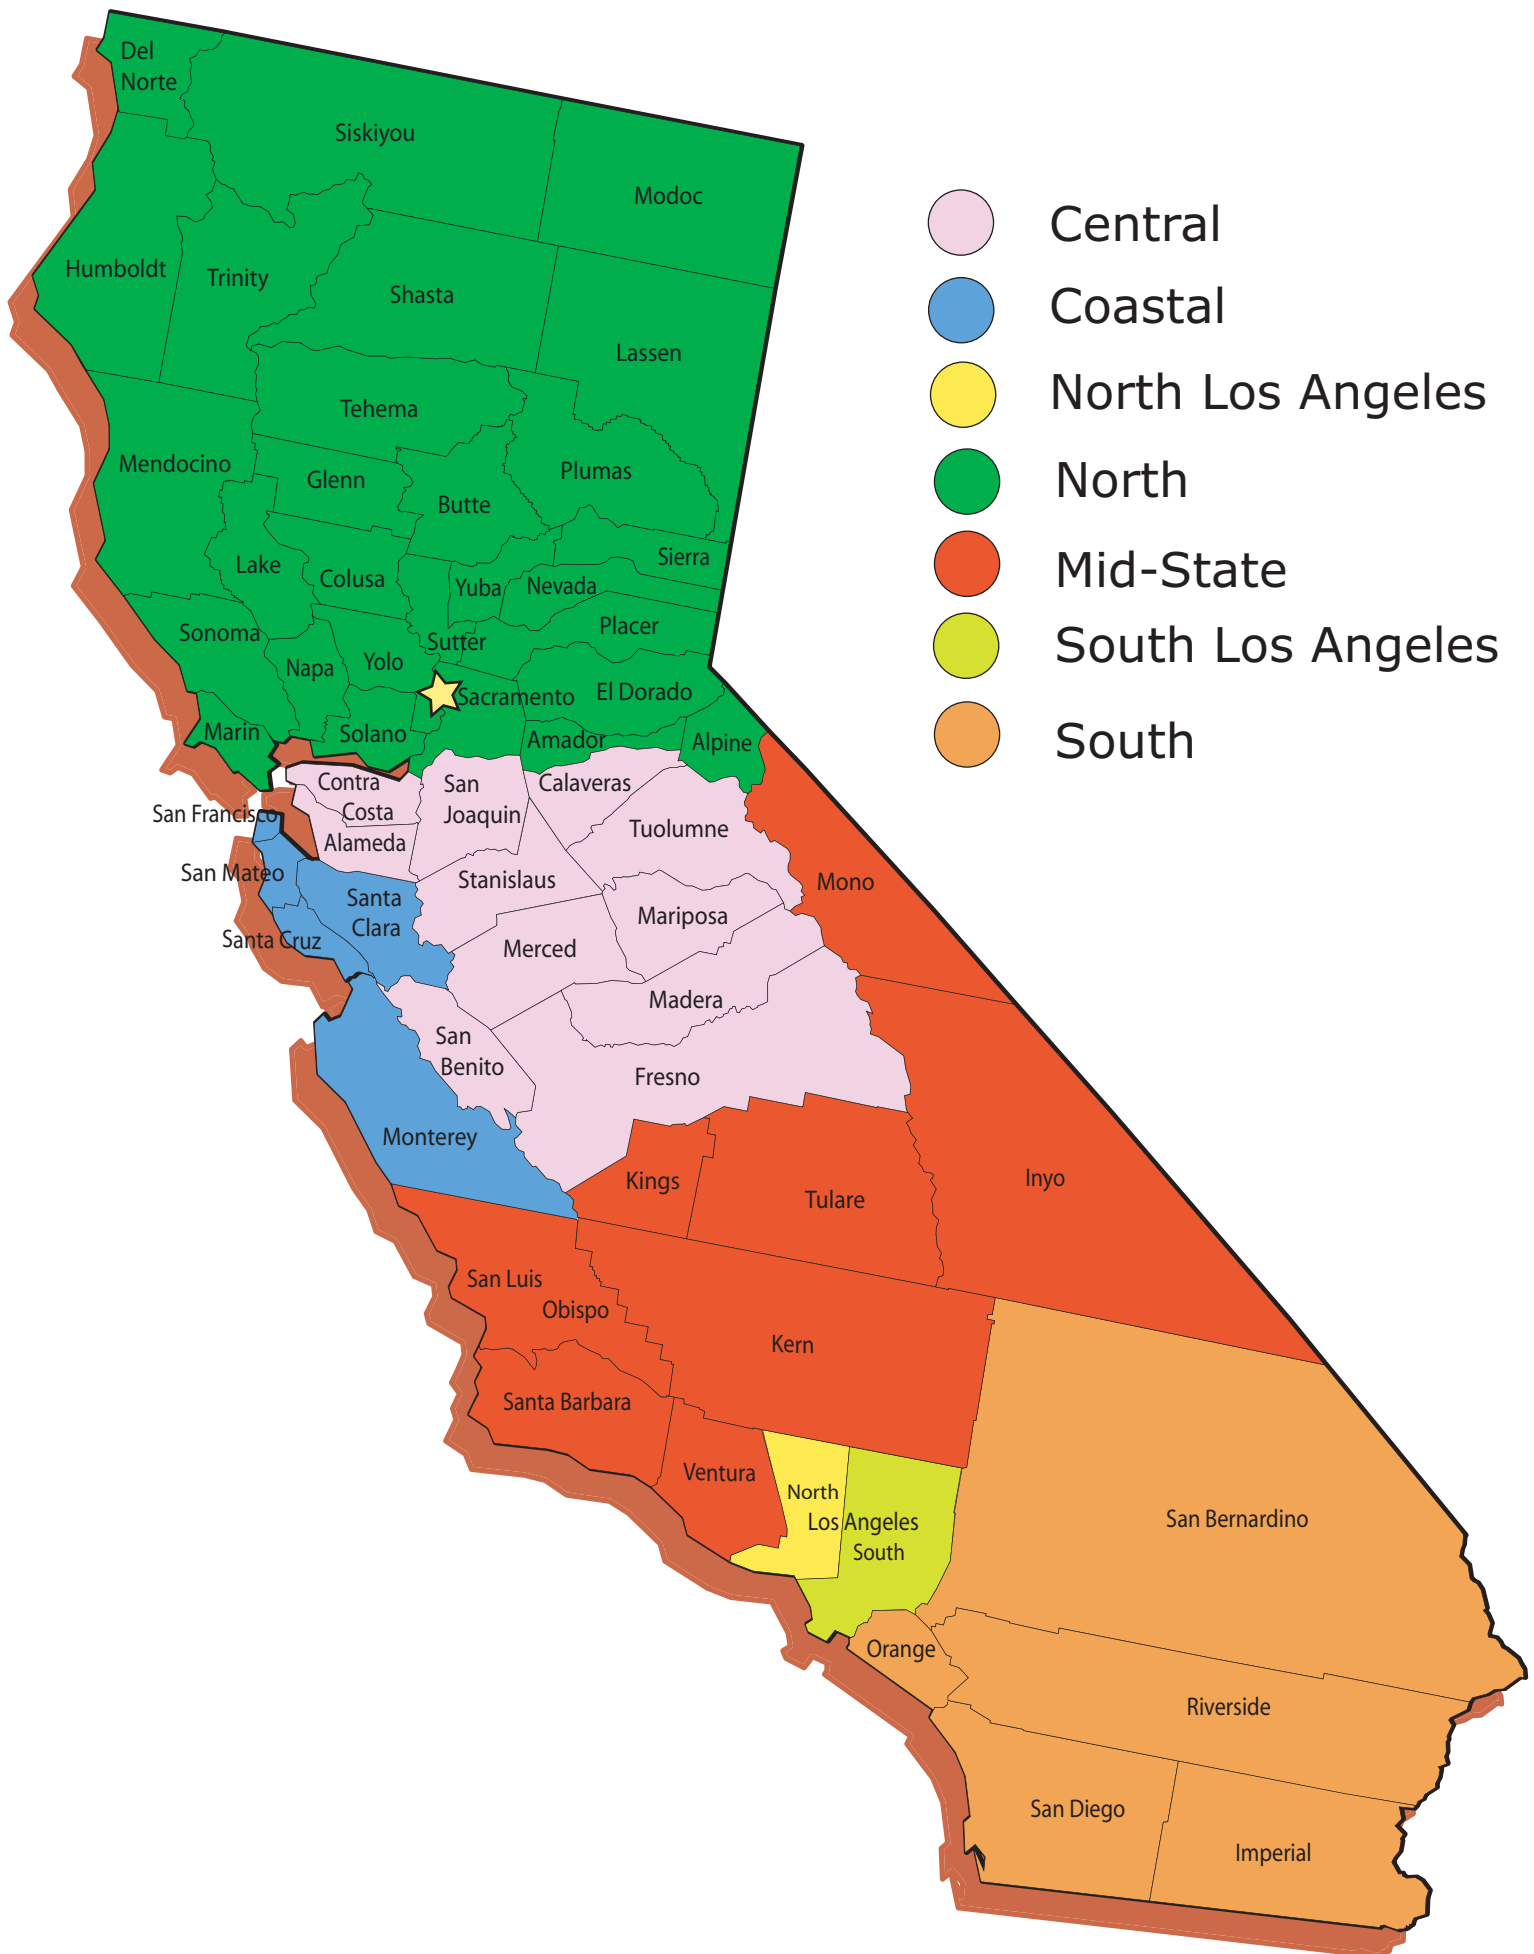 Del
Norte
Siskiyou
Modoc
Humboldt
Trinity
Shasta
Lassen
Tehema
Mendocino
Glenn
Plumas
Butte
Lake
Colusa
Sierra
Yuba
Nevada
Sonoma
Sutter
Placer
Napa
Yolo
Sacramento
El Dorado
Marin
Solano
Amador
Alpine
Contra
Costa
San
Joaquin
Calaveras
San Francisco
Alameda
Tuolumne
San Mateo
Stanislaus
Mono
Santa
Clara
Mariposa
Santa Cruz
Merced
Madera
San
Benito
Fresno
Monterey
Kings
Tulare
Inyo
San Luis
Obispo
Kern
Santa Barbara
Ventura
North
Los Angeles
South
San Bernardino
Orange
Riverside
San Diego
Imperial
Central
Coastal
North Los Angeles
North
Mid-State
South Los Angeles
South